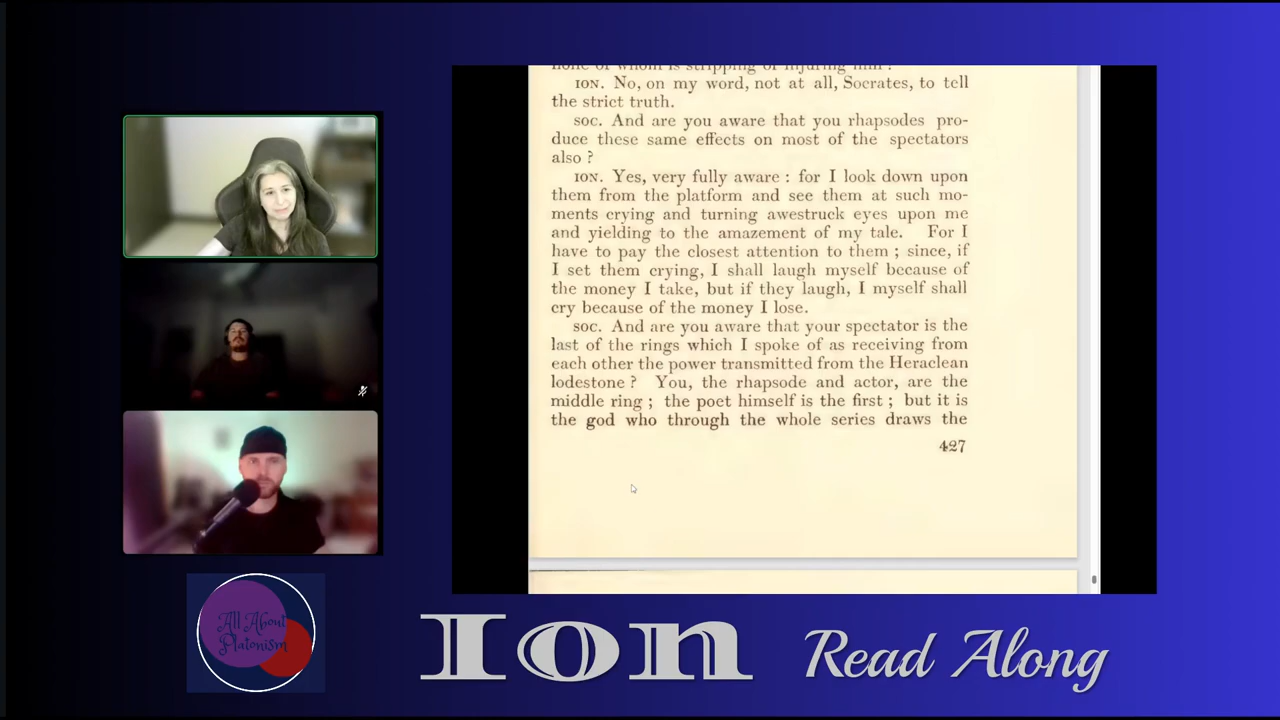 none of whom is stripping or injuring him?
ION. No, on my word, not at all, Socrates, to tell
the strict truth.
SOC. And are you aware that you rhapsodes pro-
duce these same effects on most of the spectators
also ?
ION. Yes, very fully aware : for I look down upon
them from the platform and see them at such mo-
ments crying and turning awestruck eyes upon me
and yielding to the amazement of my tale. For I
have to pay the closest attention to them ; since, if
I set them crying, I shall laugh myself because of
the money I take, but if they laugh, I myself shall
cry because of the money I lose.
SOC. And are you aware that your spectator is the
last of the rings which I spoke of as receiving from
each other the power transmitted from the Heraclean
lodestone ? You, the rhapsode and actor, are the
middle ring ; the poet himself is the first ; but it is
the god who through the whole series draws the
427
All About
Platonism
Ion Read Along